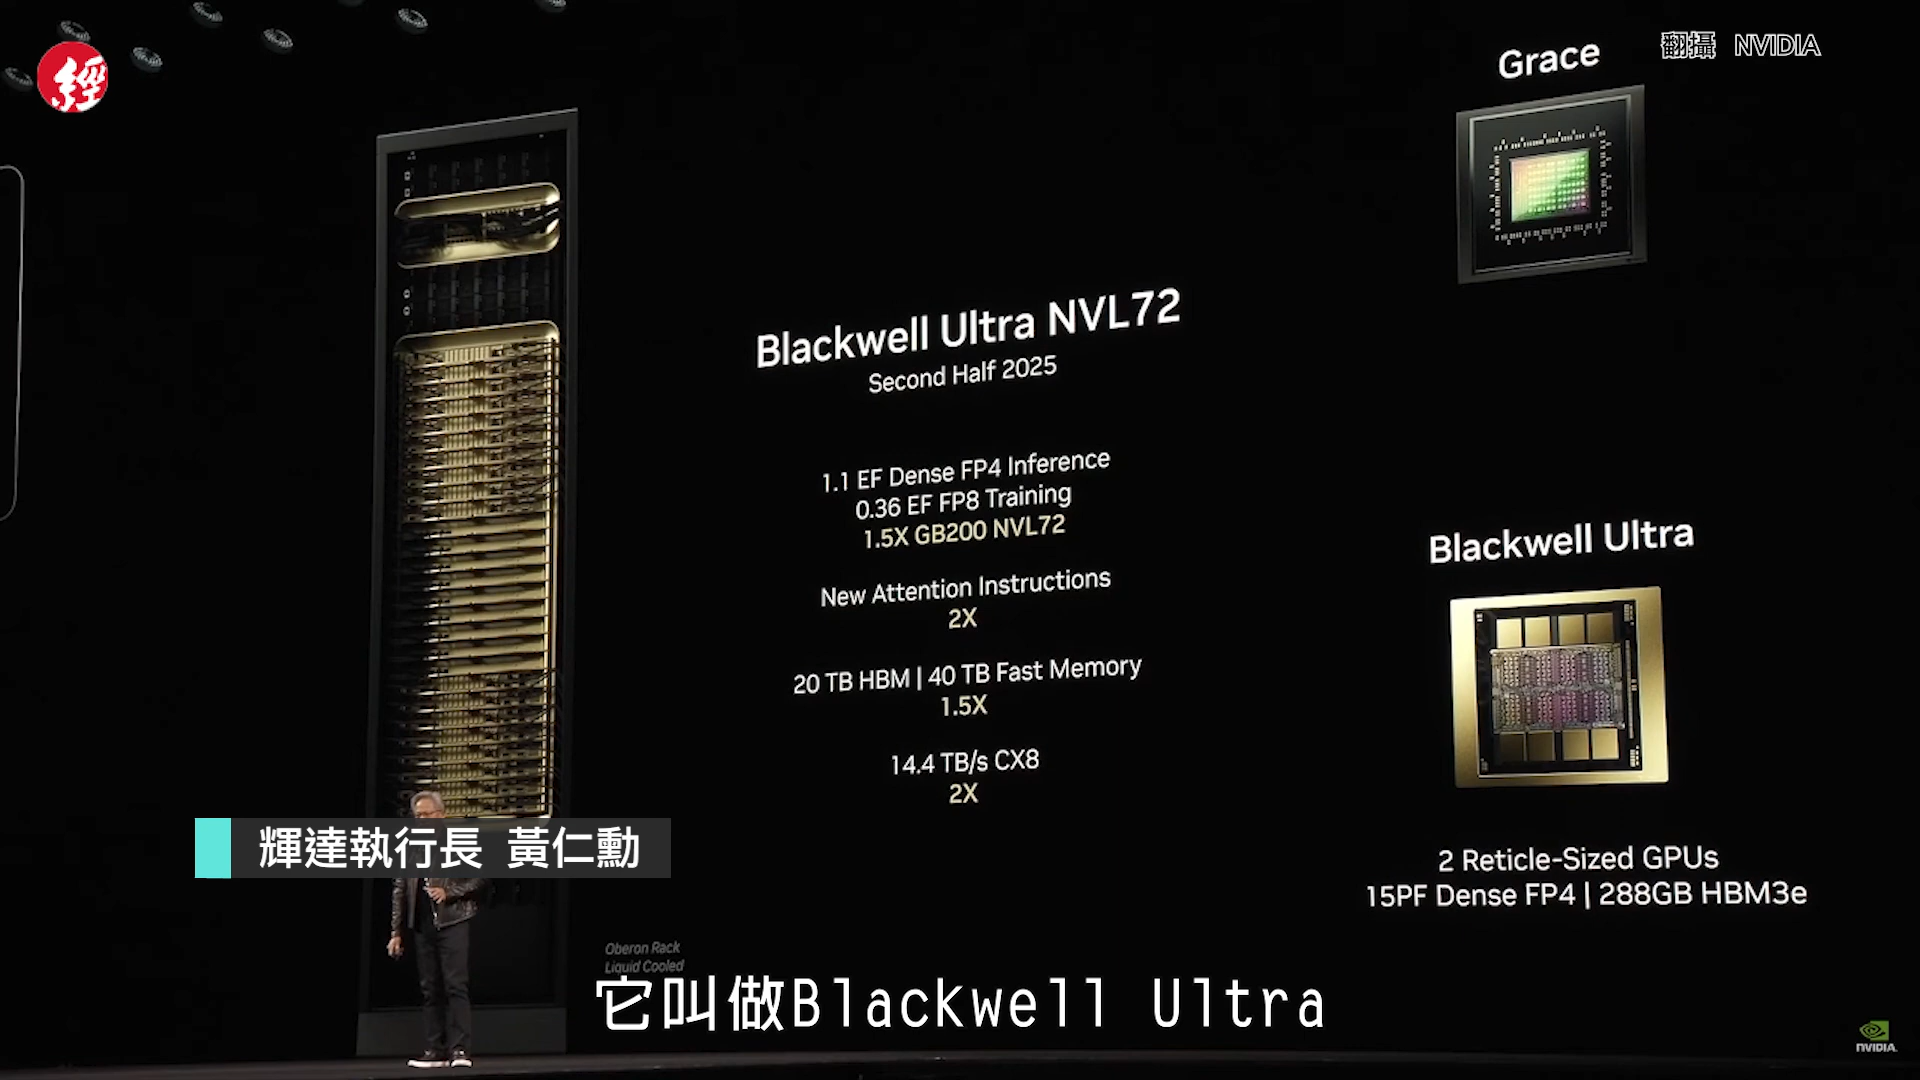 經
翻攝 NVIDIA
Grace
Blackwell Ultra NVL72
Second Half 2025
1.1 EF Dense FP4 Inference
0.36 EF FP8 Training
1.5X GB200 NVL72
New Attention Instructions
2X
20 TB HBM | 40 TB Fast Memory
1.5X
14.4 TB/s CX8
2X
Blackwell Ultra
2 Reticle-Sized GPUs
15PF Dense FP4 | 288GB HBM3e
輝達執行長 黃仁勳
Oberon Rack
Liquid Cooled
它叫做Blackwell Ultra
NVIDIA